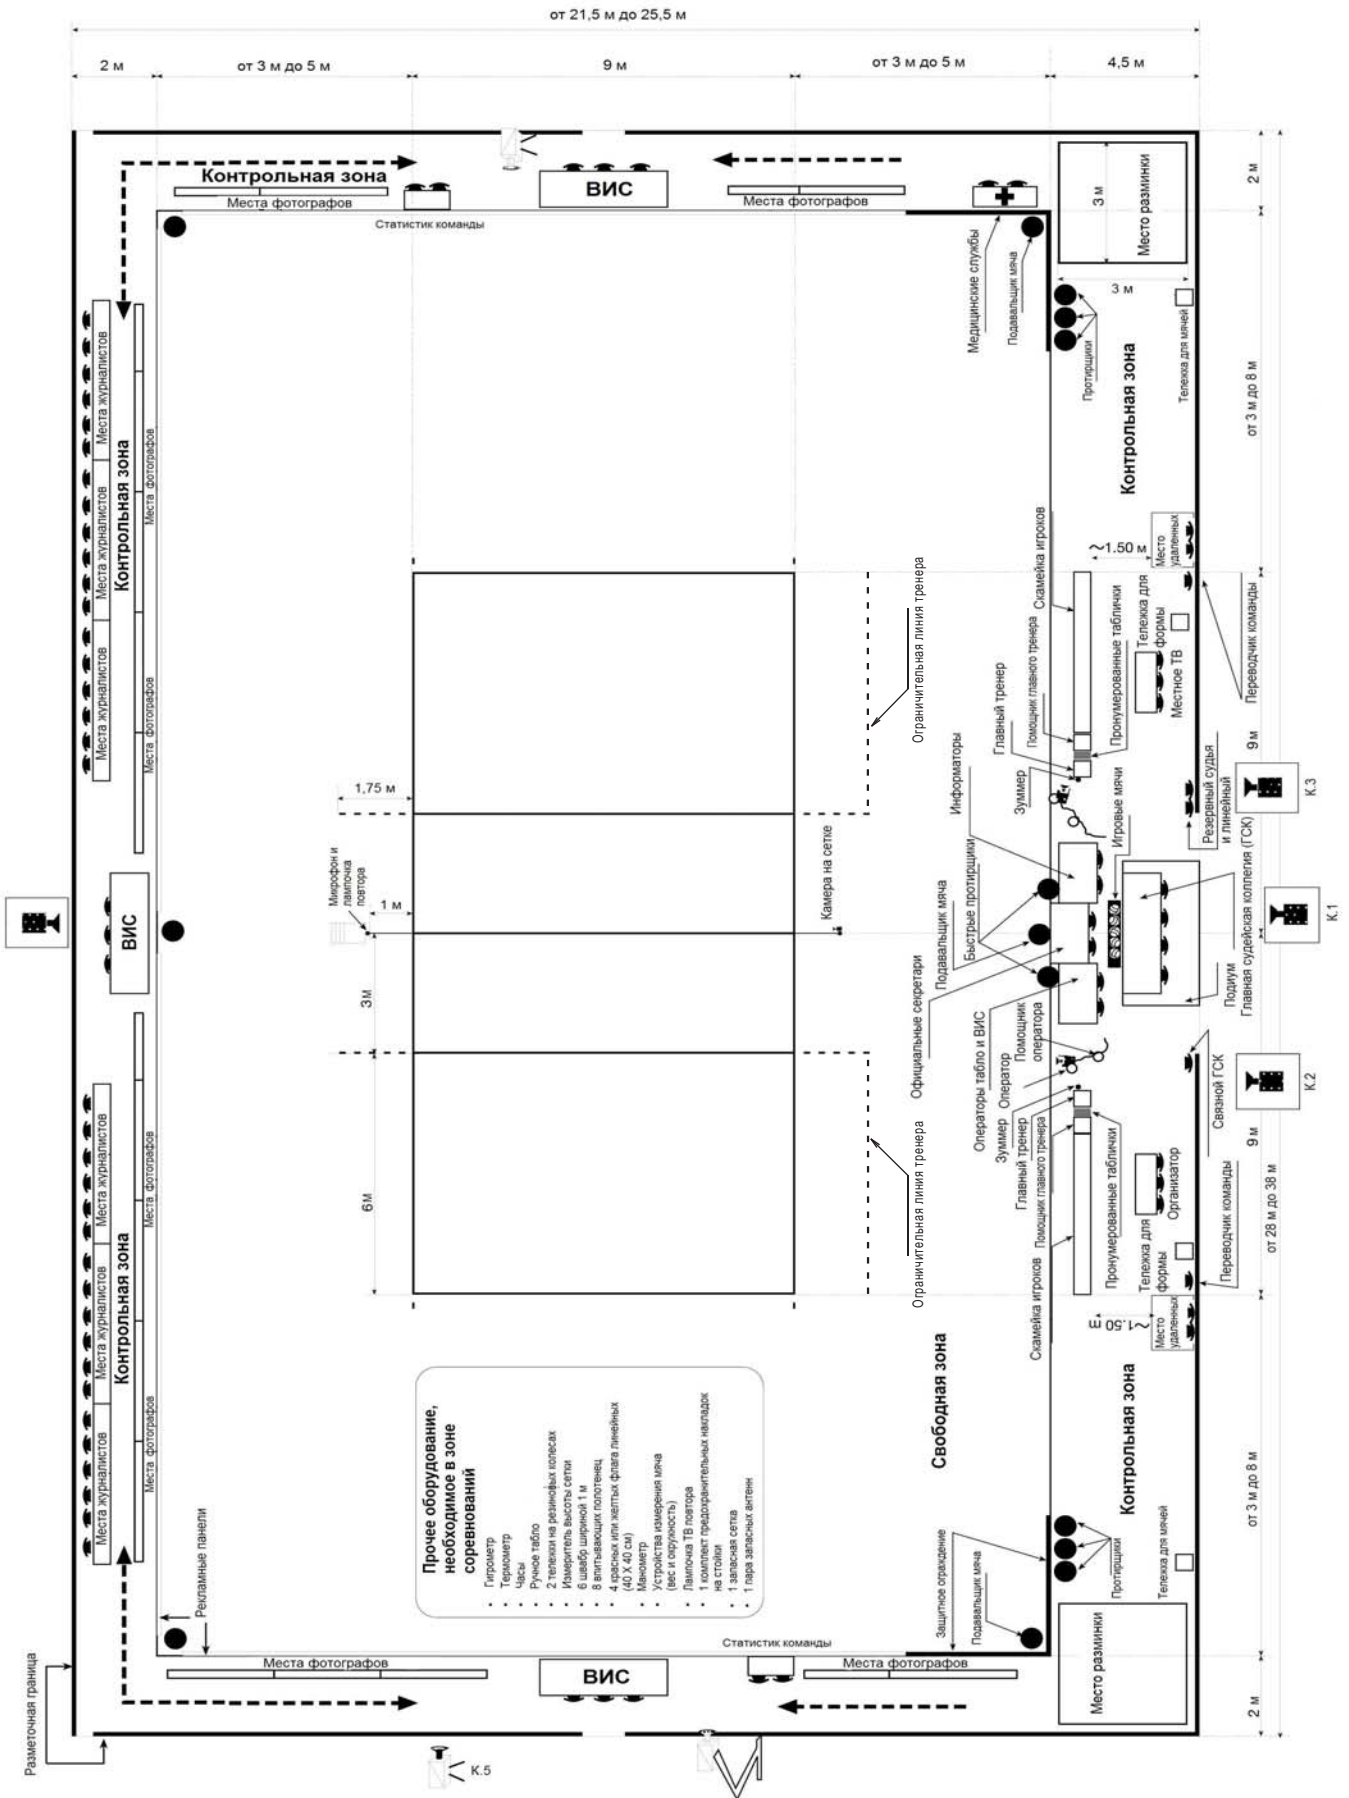 от 21,5 м до 25,5 м
2 м
от 3 м до 5 м
9 м
от 3 м до 5 м
4,5 м
Контрольная зона
Места фотографов
Статистик команды
ВИС
Места фотографов
Медицинские службы
Подавальщик мяча
3 м
Место разминки
2 м
3 м
Протирщики
Тележка для мячей
Контрольная зона
от 3 м до 8 м
Места журналистов
Места журналистов
Места журналистов
Контрольная зона
Места фотографов
Места фотографов
Ограничительная линия тренера
Скамейка игроков
~1.50 м
Место
удаленных
Помощник главного тренера
Главный тренер
Пронумерованные таблички
Тележка для
формы
Местное ТВ
Переводчик команды
9 м
Информаторы
Зуммер
Игровые мячи
Резервный судья
и линейный
К.3
1,75 м
Микрофон и
лампочка
повтора
1 м
Камера на сетке
Подавальщик мяча
Быстрые протирщики
Главная судейская коллегия (ГСК)
Подиум
К.1
ВИС
3м
Официальные секретари
Операторы табло и ВИС
Помощник
оператора
Оператор
Зуммер
Связной ГСК
К.2
6м
Ограничительная линия тренера
Главный тренер
Помощник главного тренера
Скамейка игроков
Пронумерованные таблички
Организатор
Тележка для
формы
Переводчик команды
9 м
от 28 м до 38 м
~1.50 m
Место
удаленных
Места журналистов
Места журналистов
Места журналистов
Контрольная зона
Места фотографов
Места фотографов
Прочее оборудование,
необходимое в зоне
соревнований
• Гигрометр
• Термометр
• Часы
• Ручное табло
• 2 тележки на резиновых колесах
• Измеритель высоты сетки
• 6 швабр шириной 1 м
• 8 впитывающих полотенец
• 4 красных или желтых флага линейных
(40 X 40 см)
• Манометр
• Устройства измерения мяча
(вес и окружность)
• Лампочка ТВ повтора
• 1 комплект предохранительных накладок
на стойки
• 1 запасная сетка
• 1 пара запасных антенн
Свободная зона
Контрольная зона
от 3 м до 8 м
Рекламные панели
Защитное ограждение
Подавальщик мяча
Протирщики
Тележка для мячей
Статистик команды
Места фотографов
ВИС
Места фотографов
Место разминки
2 м
Разметочная граница
К.5